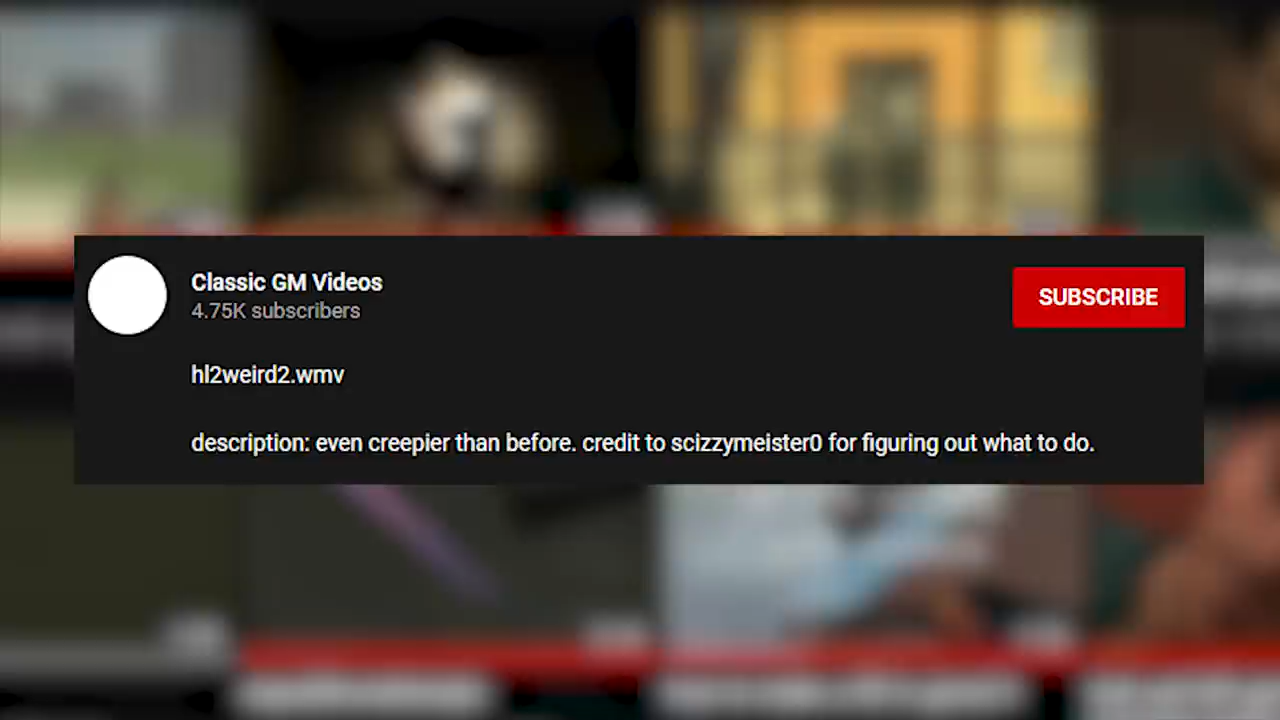 Classic GM Videos
4.75K subscribers
SUBSCRIBE
hl2weird2.wmv
description: even creepier than before. credit to scizzymeister0 for figuring out what to do.